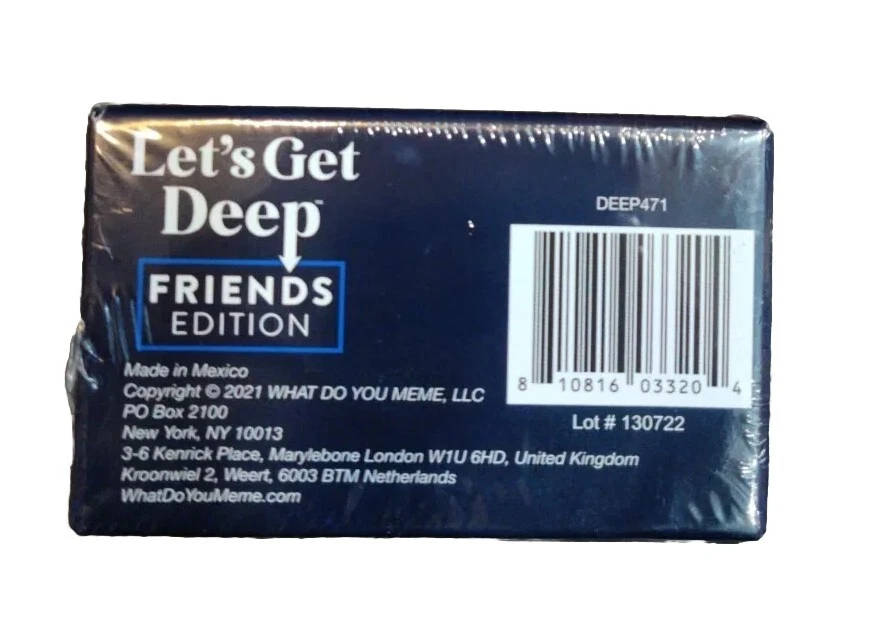 Let's Get
Deep™
FRIENDS
EDITION
Made in Mexico
Copyright © 2021 WHAT DO YOU MEME, LLC
PO Box 2100
New York, NY 10013
3-6 Kenrick Place, Marylebone London W1U 6HD, United Kingdom
Kroonwiel 2, Weert, 6003 BTM Netherlands
WhatDoYouMeme.com
DEEP471
8 10816 03320 4
Lot # 130722